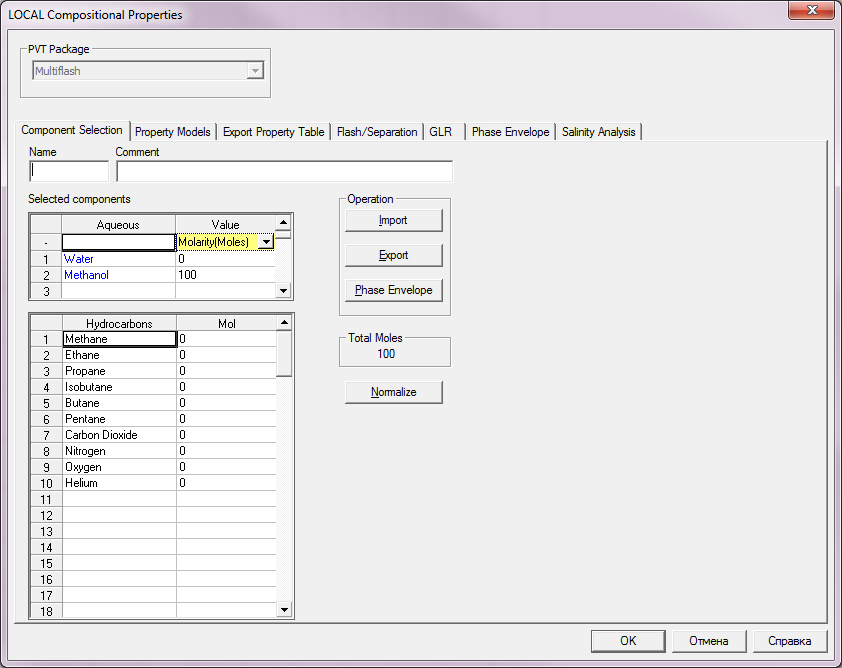 LOCAL Compositional Properties
PVT Package
Multiflash
Component Selection Property Models Export Property Table Flash/Separation GLR Phase Envelope Salinity Analysis
Name Comment
Selected components
Aqueous Value
- Molarity(Moles)
1 Water 0
2 Methanol 100
3
Operation
Import
Export
Phase Envelope
Hydrocarbons Mol
1 Methane 0
2 Ethane 0
3 Propane 0
4 Isobutane 0
5 Butane 0
6 Pentane 0
7 Carbon Dioxide 0
8 Nitrogen 0
9 Oxygen 0
10 Helium 0
11
12
13
14
15
16
17
18
Total Moles
100
Normalize
OK Отмена Справка